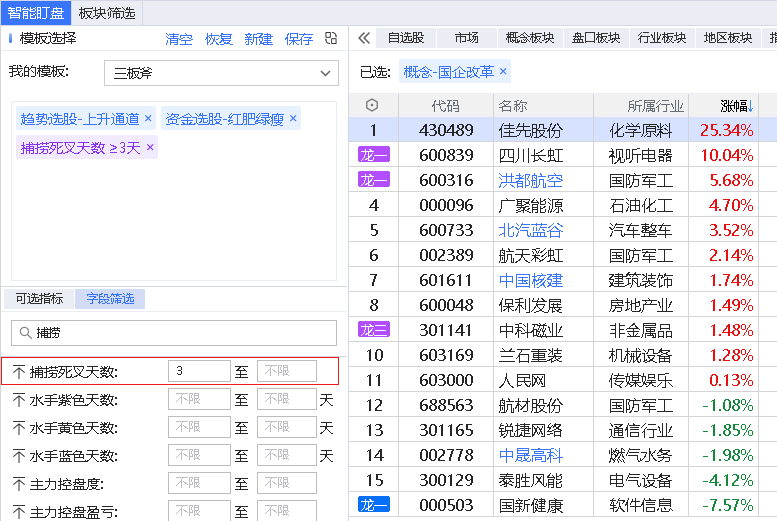 智能盯盘 板块筛选
模板选择 清空 恢复 新建 保存
我的模板: 三板斧
趋势选股-上升通道 × 资金选股-红肥绿瘦 ×
捕捞死叉天数 ≥3天 ×
可选指标 字段筛选
捕捞
捕捞死叉天数: 3 至 不限
水手紫色天数: 不限 至 不限 天
水手黄色天数: 不限 至 不限 天
水手蓝色天数: 不限 至 不限 天
主力控盘度: 不限 至 不限
主力控盘盈亏: 不限 至 不限
自选股 市场 概念板块 盘口板块 行业板块 地区板块
已选: 概念-国企改革 ×
代码 名称 所属行业 涨幅↓
1 430489 佳先股份 化学原料 25.34%
龙一 600839 四川长虹 视听电器 10.04%
龙一 600316 洪都航空 国防军工 5.68%
4 000096 广聚能源 石油化工 4.70%
5 600733 北汽蓝谷 汽车整车 3.52%
6 002389 航天彩虹 国防军工 2.14%
7 601611 中国核建 建筑装饰 1.74%
8 600048 保利发展 房地产业 1.49%
龙三 301141 中科磁业 非金属品 1.48%
10 603169 兰石重装 机械设备 1.28%
11 603000 人民网 传媒娱乐 0.13%
12 688563 航材股份 国防军工 -1.08%
13 301165 锐捷网络 通信行业 -1.85%
14 002778 中晟高科 燃气水务 -1.98%
15 300129 泰胜风能 电气设备 -4.12%
龙一 000503 国新健康 软件信息 -7.57%